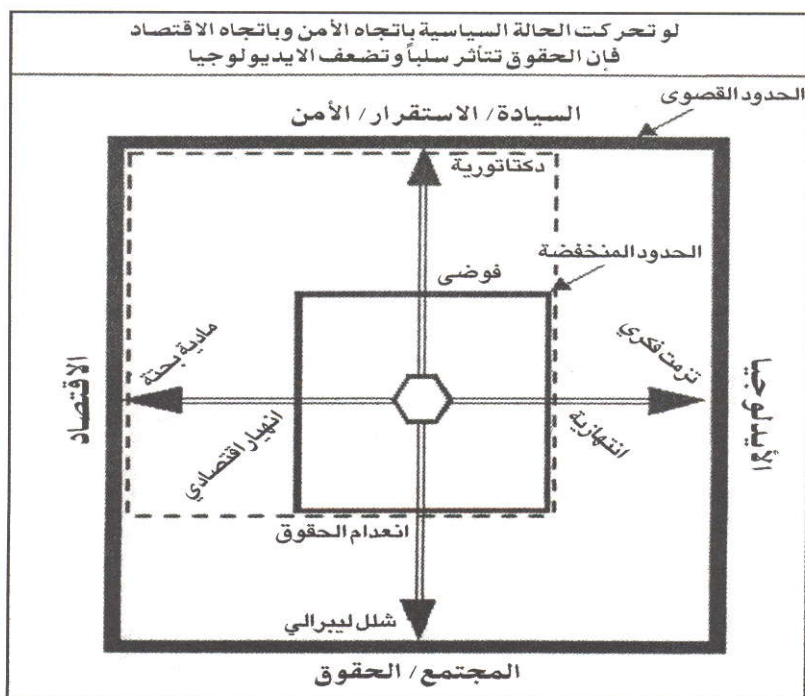 لو تحركت الحالة السياسية باتجاه الأمن وباتجاه الاقتصاد
فإن الحقوق تتأثر سلباً وتضعف الايديولوجيا
الحدود القصوى
السيادة / الاستقرار / الأمن
دكتاتورية
الحدود المنخفضة
فوضى
مادية بحتة
تزمت فكري
الاقتصاد
الأيدلوجيا
انهيار اقتصادي
انتهازية
انعدام الحقوق
شلل ليبرالي
المجتمع / الحقوق